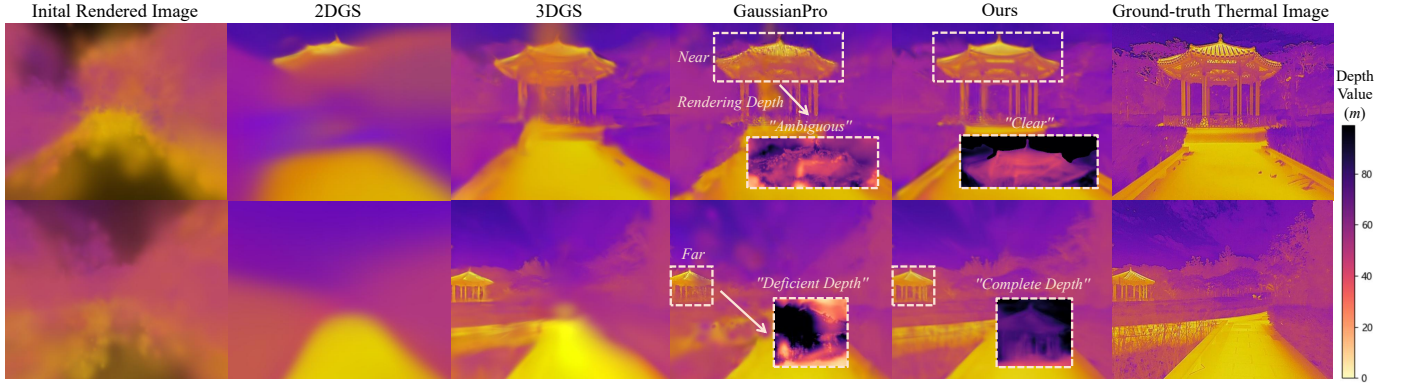 Inital Rendered Image
2DGS
3DGS
GaussianPro
Ours
Ground-truth Thermal Image
Near
Rendering Depth
"Ambiguous"
"Clear"
Far
"Deficient Depth"
"Complete Depth"
Depth
Value
(m)
80
60
40
20
0